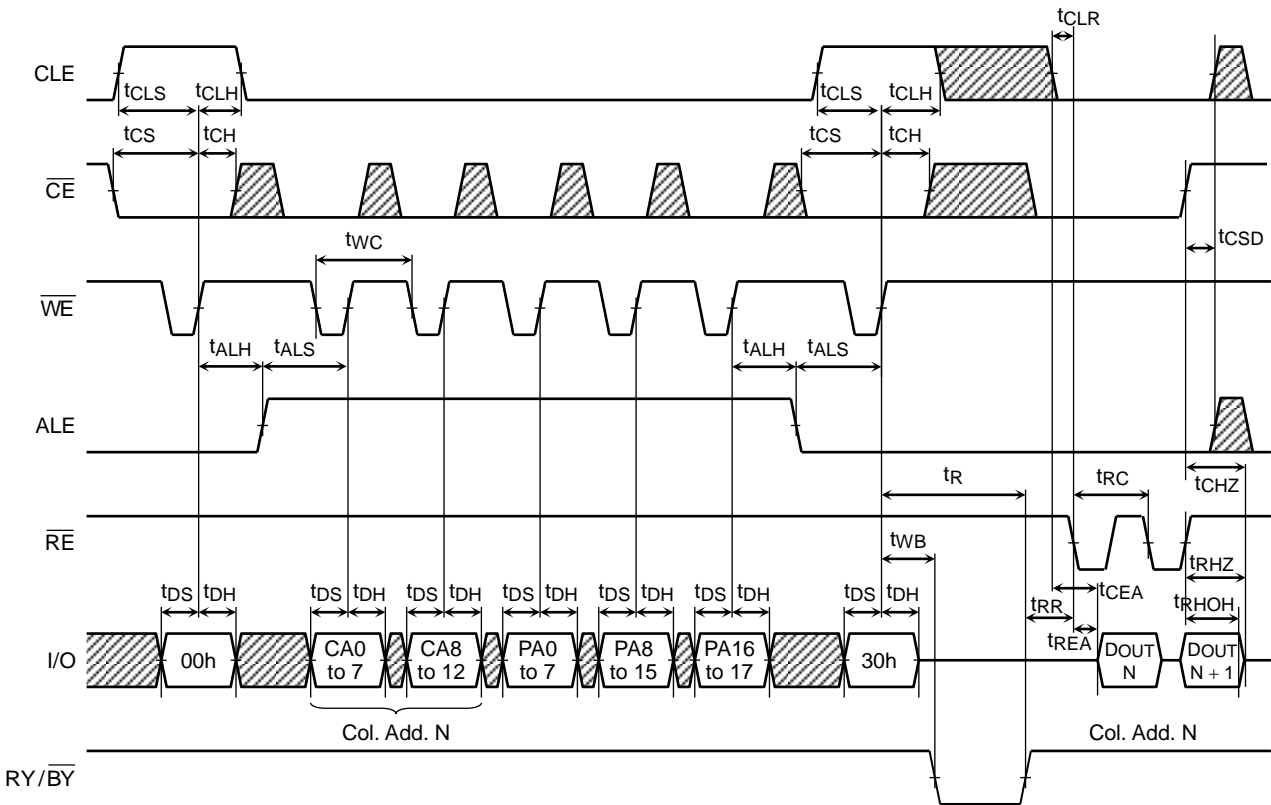 tCLR
CLE
tCLS tCLH tCLS tCLH
tCS tCH tCS tCH
CE
tCSD
tWC
WE
tALH tALS tALH tALS
ALE
tR tRC tCHZ
RE
tWB
tRHZ
tDS tDH tDS tDH tDS tDH tDS tDH tDS tDH tDS tDH tDS tDH
tCEA
tRR tRHOH
tREA
I/O 00h CA0 to 7 CA8 to 12 PA0 to 7 PA8 to 15 PA16 to 17 30h DOUT N DOUT N + 1
Col. Add. N Col. Add. N
RY/BY